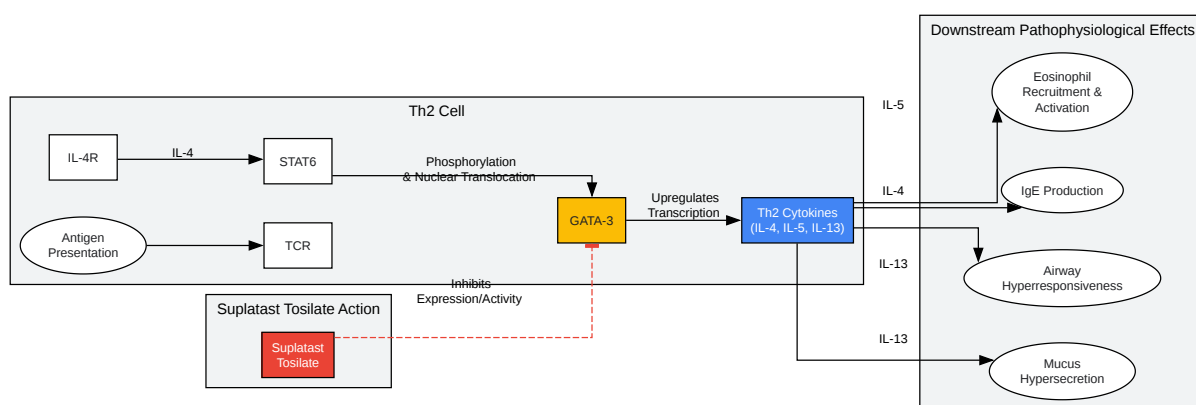 Downstream Pathophysiological Effects
Eosinophil
Recruitment &
Activation
IL-5
Th2 Cell
IL-4R
IL-4
STAT6
Phosphorylation
& Nuclear Translocation
IL-4
IgE Production
Upregulates
Transcription
GATA-3
Th2 Cytokines
(IL-4, IL-5, IL-13)
Antigen
Presentation
TCR
IL-13
Airway
Hyperresponsiveness
Inhibits
Expression/Activity
Suplatast Tosilate Action
Suplatast
Tosilate
IL-13
Mucus
Hypersecretion